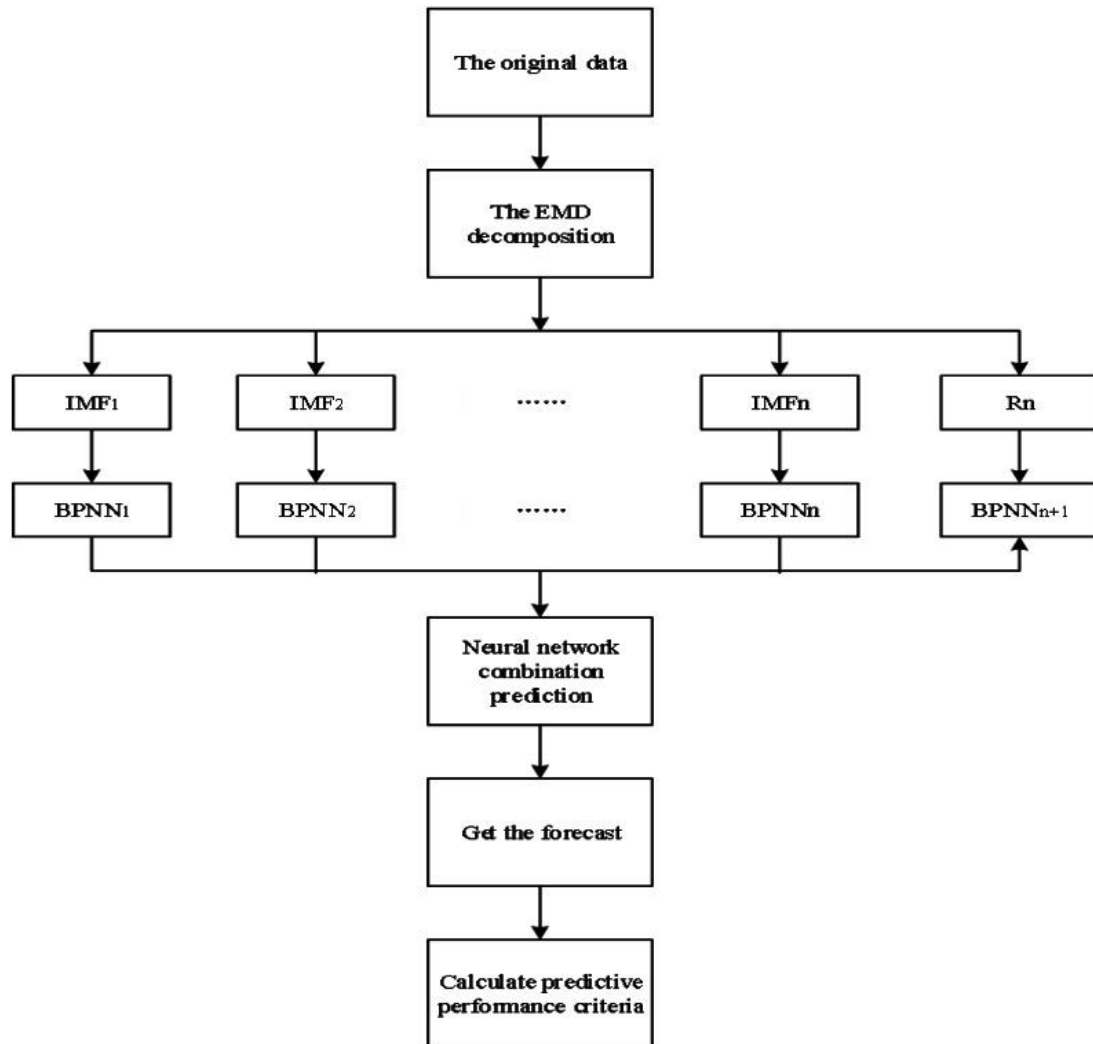 The original data
The EMD
decomposition
IMF₁
IMF₂
......
IMFn
Rn
BPNN₁
BPNN₂
......
BPNNn
BPNNₙ₊₁
Neural network
combination
prediction
Get the forecast
Calculate predictive
performance criteria